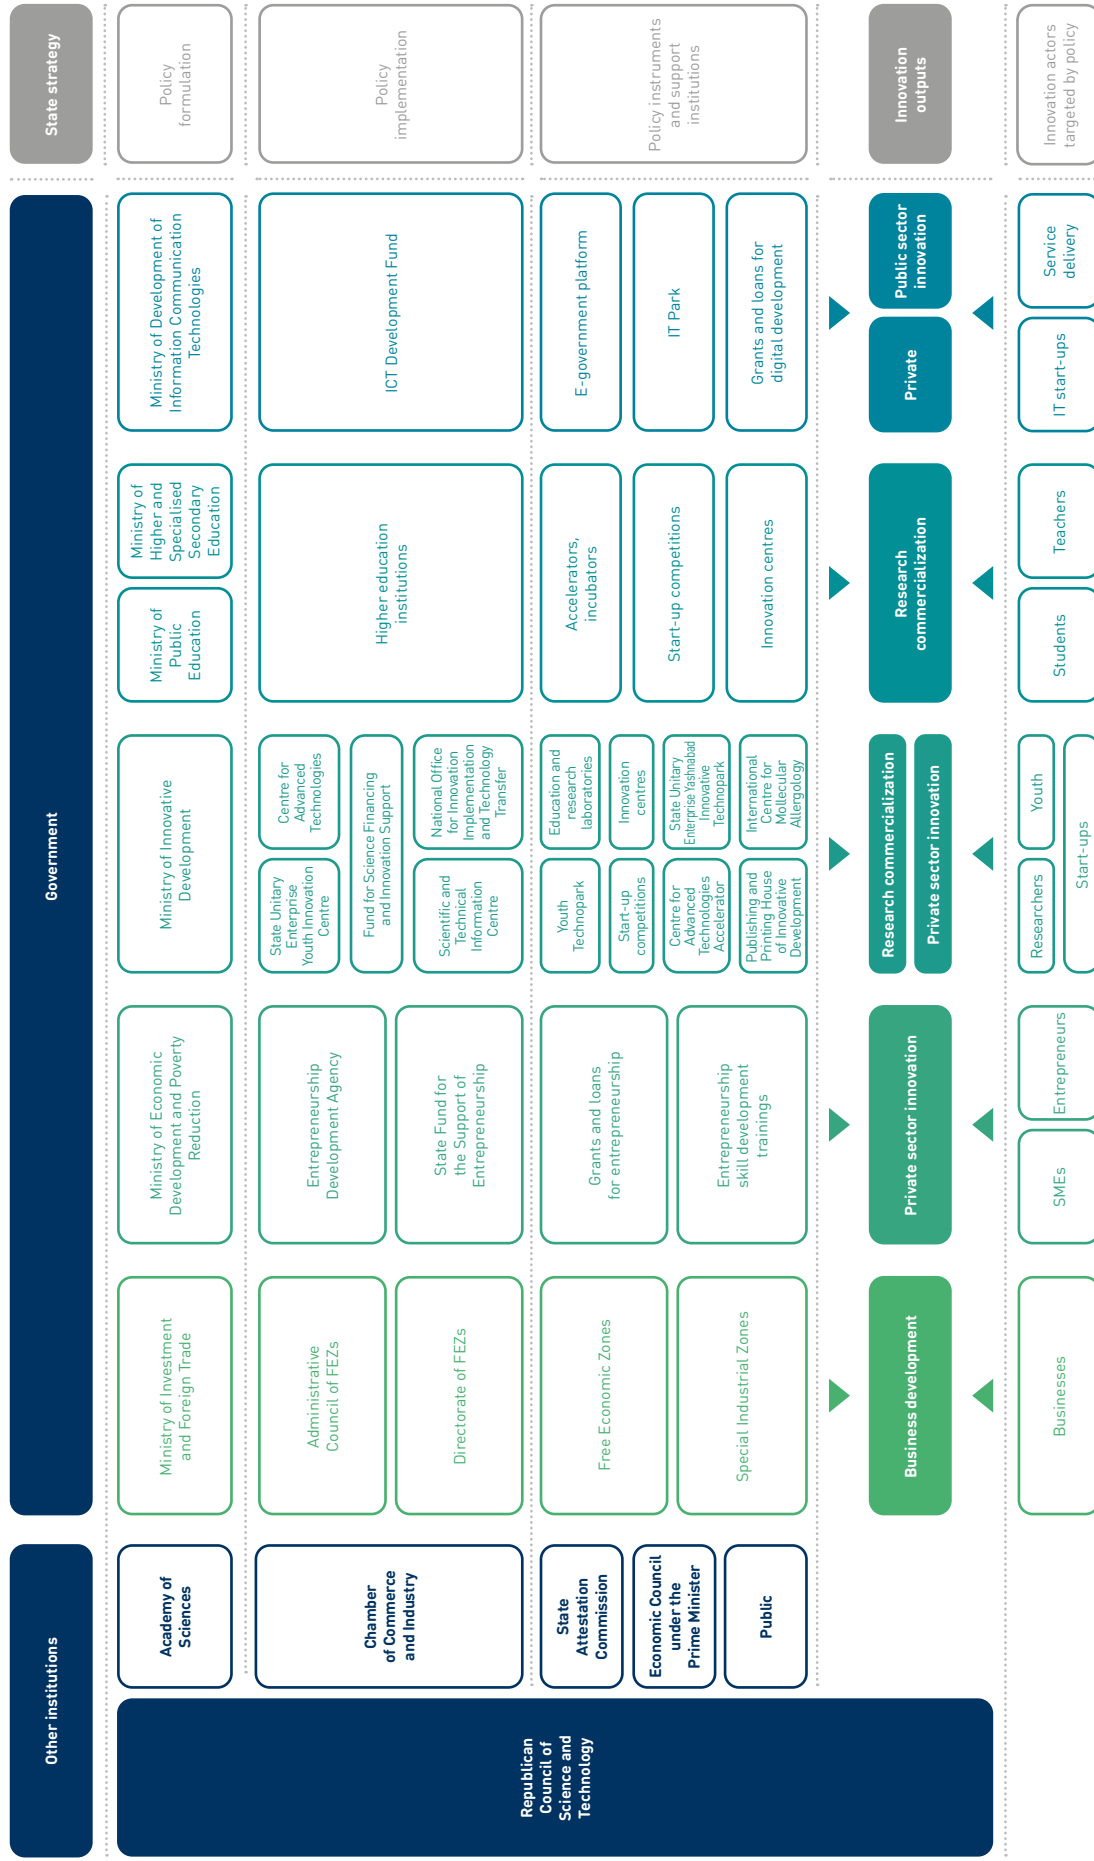 Other institutions
Government
State strategy
Republican
Council of
Science and
Technology
Academy of
Sciences
Ministry of Investment
and Foreign Trade
Ministry of Economic
Development and Poverty
Reduction
Ministry of Innovative
Development
Ministry of
Public
Education
Ministry of
Higher and
Specialised
Secondary
Education
Ministry of Development of
Information Communication
Technologies
Policy
formulation
Chamber
of Commerce
and Industry
Administrative
Council of FEZs
Directorate of FEZs
Entrepreneurship
Development Agency
State Fund for
the Support of
Entrepreneurship
State Unitary
Enterprise
Youth Innovation
Centre
Centre for
Advanced
Technologies
Fund for Science Financing
and Innovation Support
Scientific and
Technical
Information
Centre
National Office
for Innovation
Implementation
and Technology
Transfer
Higher education
institutions
ICT Development Fund
Policy
implementation
State
Attestation
Commission
Economic Council
under the
Prime Minister
Public
Free Economic Zones
Special Industrial Zones
Grants and loans
for entrepreneurship
Entrepreneurship
skill development
trainings
Youth
Technopark
Education and
research
laboratories
Start-up
competitions
Innovation
centres
Centre for
Advanced
Technologies
Accelerator
State Unitary
Enterprise Yashnabad
Innovative
Technopark
Publishing and
Printing House
of Innovative
Development
International
Centre for
Mollecular
Allergology
Accelerators,
incubators
Start-up competitions
Innovation centres
E-government platform
IT Park
Grants and loans for
digital development
Policy instruments
and support
institutions
Business development
Private sector innovation
Research commercialization
Private sector innovation
Research
commercialization
Private
Public sector
innovation
Innovation
outputs
Businesses
SMEs
Entrepreneurs
Researchers
Youth
Start-ups
Students
Teachers
IT start-ups
Service
delivery
Innovation actors
targeted by policy